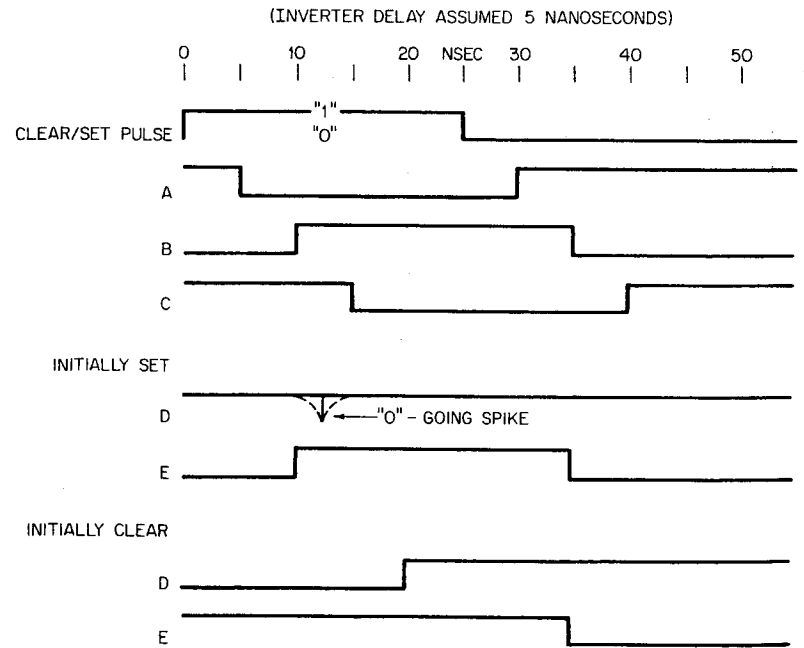 (INVERTER DELAY ASSUMED 5 NANOSECONDS)
0 10 20 NSEC 30 40 50
"1"
CLEAR/SET PULSE "0"
A
B
C
INITIALLY SET
D "0" – GOING SPIKE
E
INITIALLY CLEAR
D
E